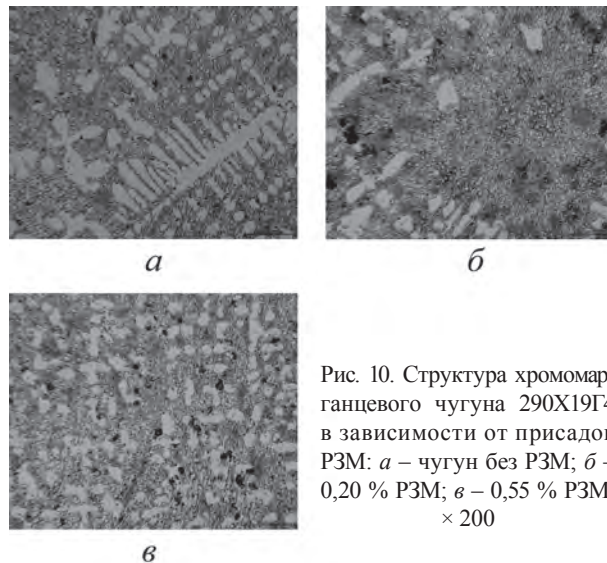 а
б
в
Рис. 10. Структура хромомар-
ганцевого чугуна 290Х19Г4
в зависимости от присадок
РЗМ: а – чугун без РЗМ; б –
0,20 % РЗМ; в – 0,55 % РЗМ
× 200